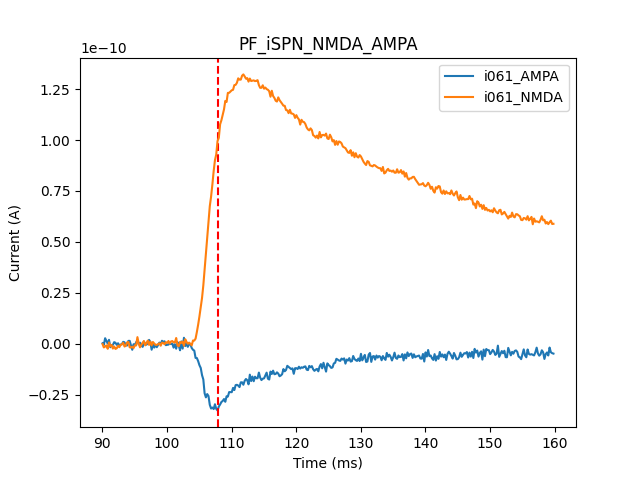 PF_iSPN_NMDA_AMPA
1e−10
i061_AMPA
i061_NMDA
1.25
1.00
0.75
0.50
0.25
0.00
−0.25
Current (A)
90 100 110 120 130 140 150 160
Time (ms)